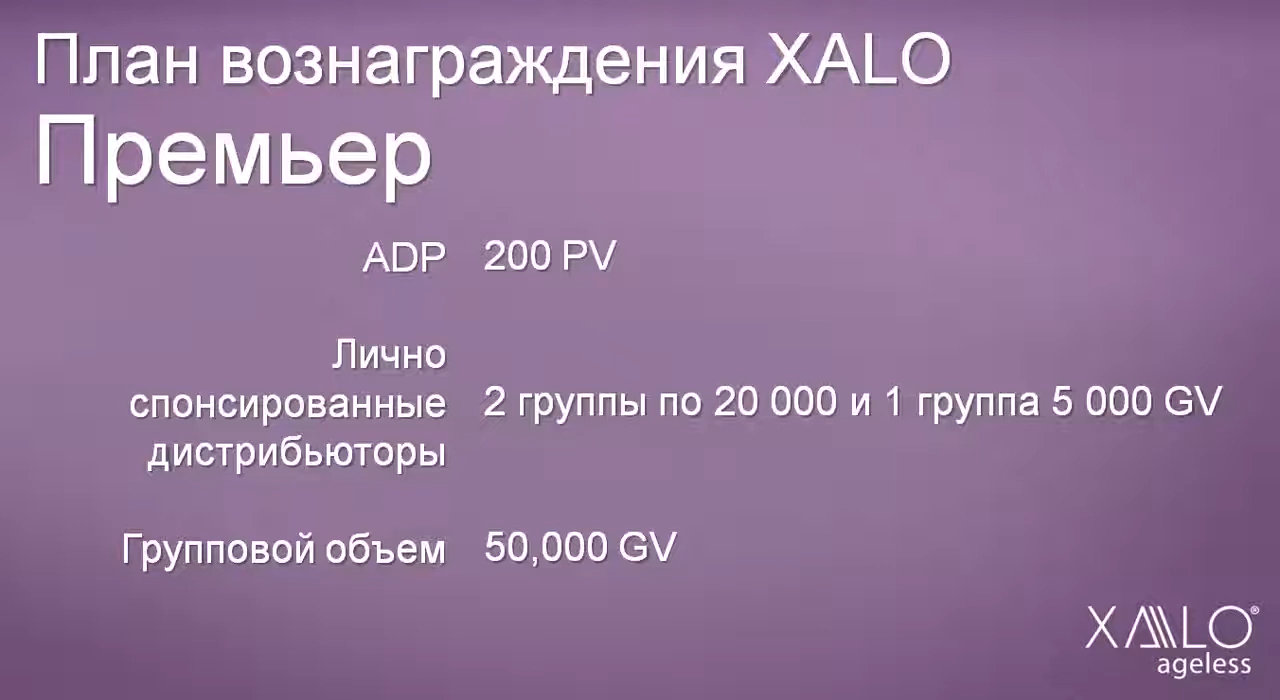 План вознаграждения XALO
Премьер
ADP 200 PV
Лично
спонсированные 2 группы по 20 000 и 1 группа 5 000 GV
дистрибьюторы
Групповой объем 50,000 GV
XALO®
ageless